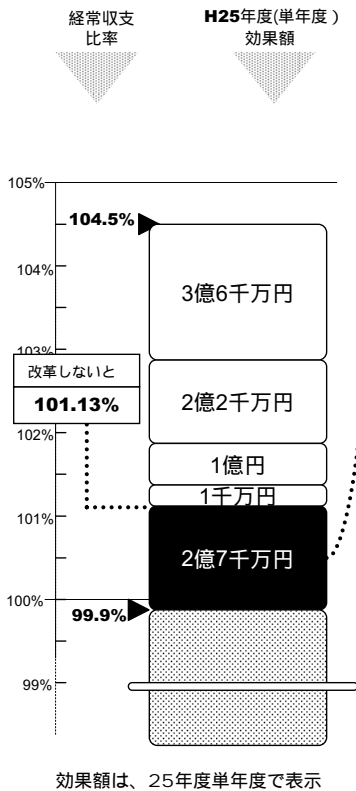 経常収支
比率
H25年度(単年度)
効果額
105%
104.5%
104%
3億6千万円
103%
改革しないと
101.13%
2億2千万円
102%
1億円
1千万円
101%
2億7千万円
100%
99.9%
99%
効果額は、25年度単年度で表示